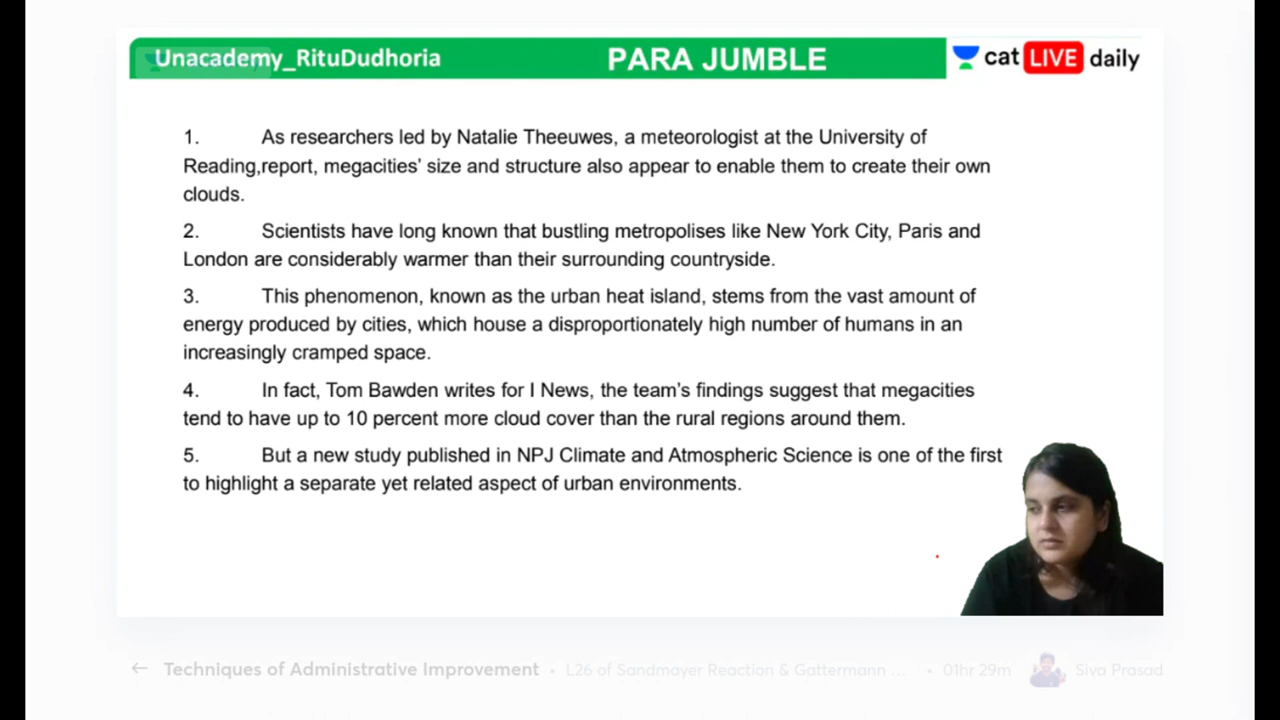 Unacademy_RituDudhoria
PARA JUMBLE
cat LIVE daily
1. As researchers led by Natalie Theeuwes, a meteorologist at the University of
Reading,report, megacities' size and structure also appear to enable them to create their own
clouds.
2. Scientists have long known that bustling metropolises like New York City, Paris and
London are considerably warmer than their surrounding countryside.
3. This phenomenon, known as the urban heat island, stems from the vast amount of
energy produced by cities, which house a disproportionately high number of humans in an
increasingly cramped space.
4. In fact, Tom Bawden writes for I News, the team's findings suggest that megacities
tend to have up to 10 percent more cloud cover than the rural regions around them.
5. But a new study published in NPJ Climate and Atmospheric Science is one of the first
to highlight a separate yet related aspect of urban environments.
← Techniques of Administrative Improvement • L26 of Sandmayer Reaction & Gattermann ... • 01hr 29m Siva Prasad